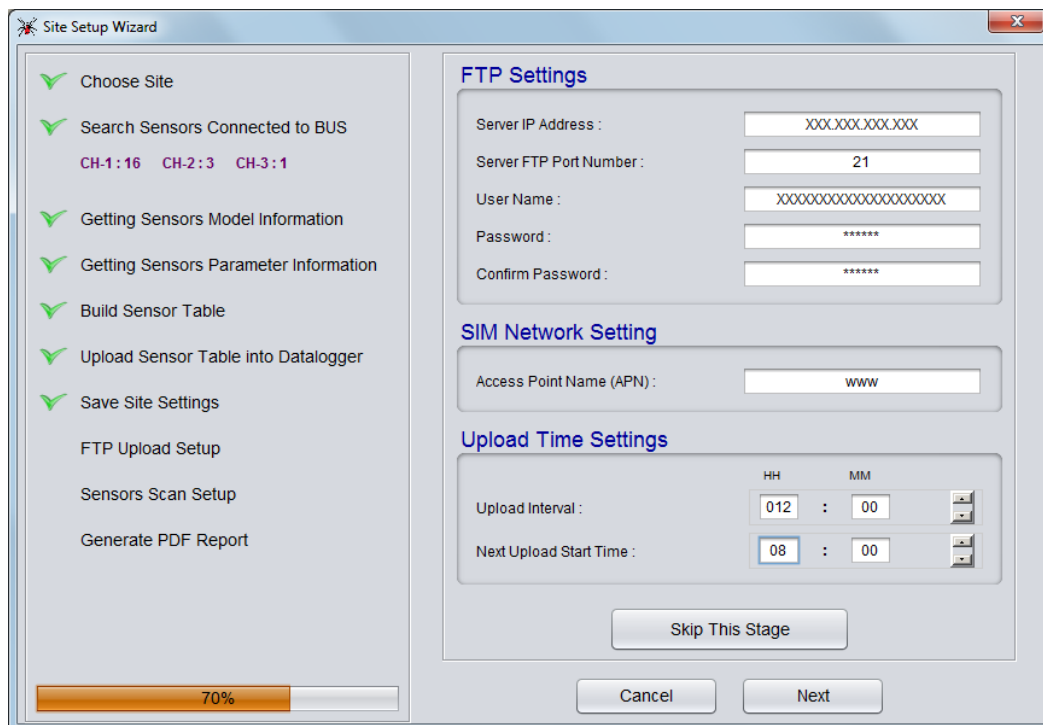 Site Setup Wizard
Choose Site
Search Sensors Connected to BUS
CH-1 : 16 CH-2 : 3 CH-3 : 1
Getting Sensors Model Information
Getting Sensors Parameter Information
Build Sensor Table
Upload Sensor Table into Datalogger
Save Site Settings
FTP Upload Setup
Sensors Scan Setup
Generate PDF Report
70%
FTP Settings
Server IP Address : XXX.XXX.XXX.XXX
Server FTP Port Number : 21
User Name : XXXXXXXXXXXXXXXXXXXXX
Password : ******
Confirm Password : ******
SIM Network Setting
Access Point Name (APN) : www
Upload Time Settings
HH MM
Upload Interval : 012 : 00
Next Upload Start Time : 08 : 00
Skip This Stage
Cancel Next